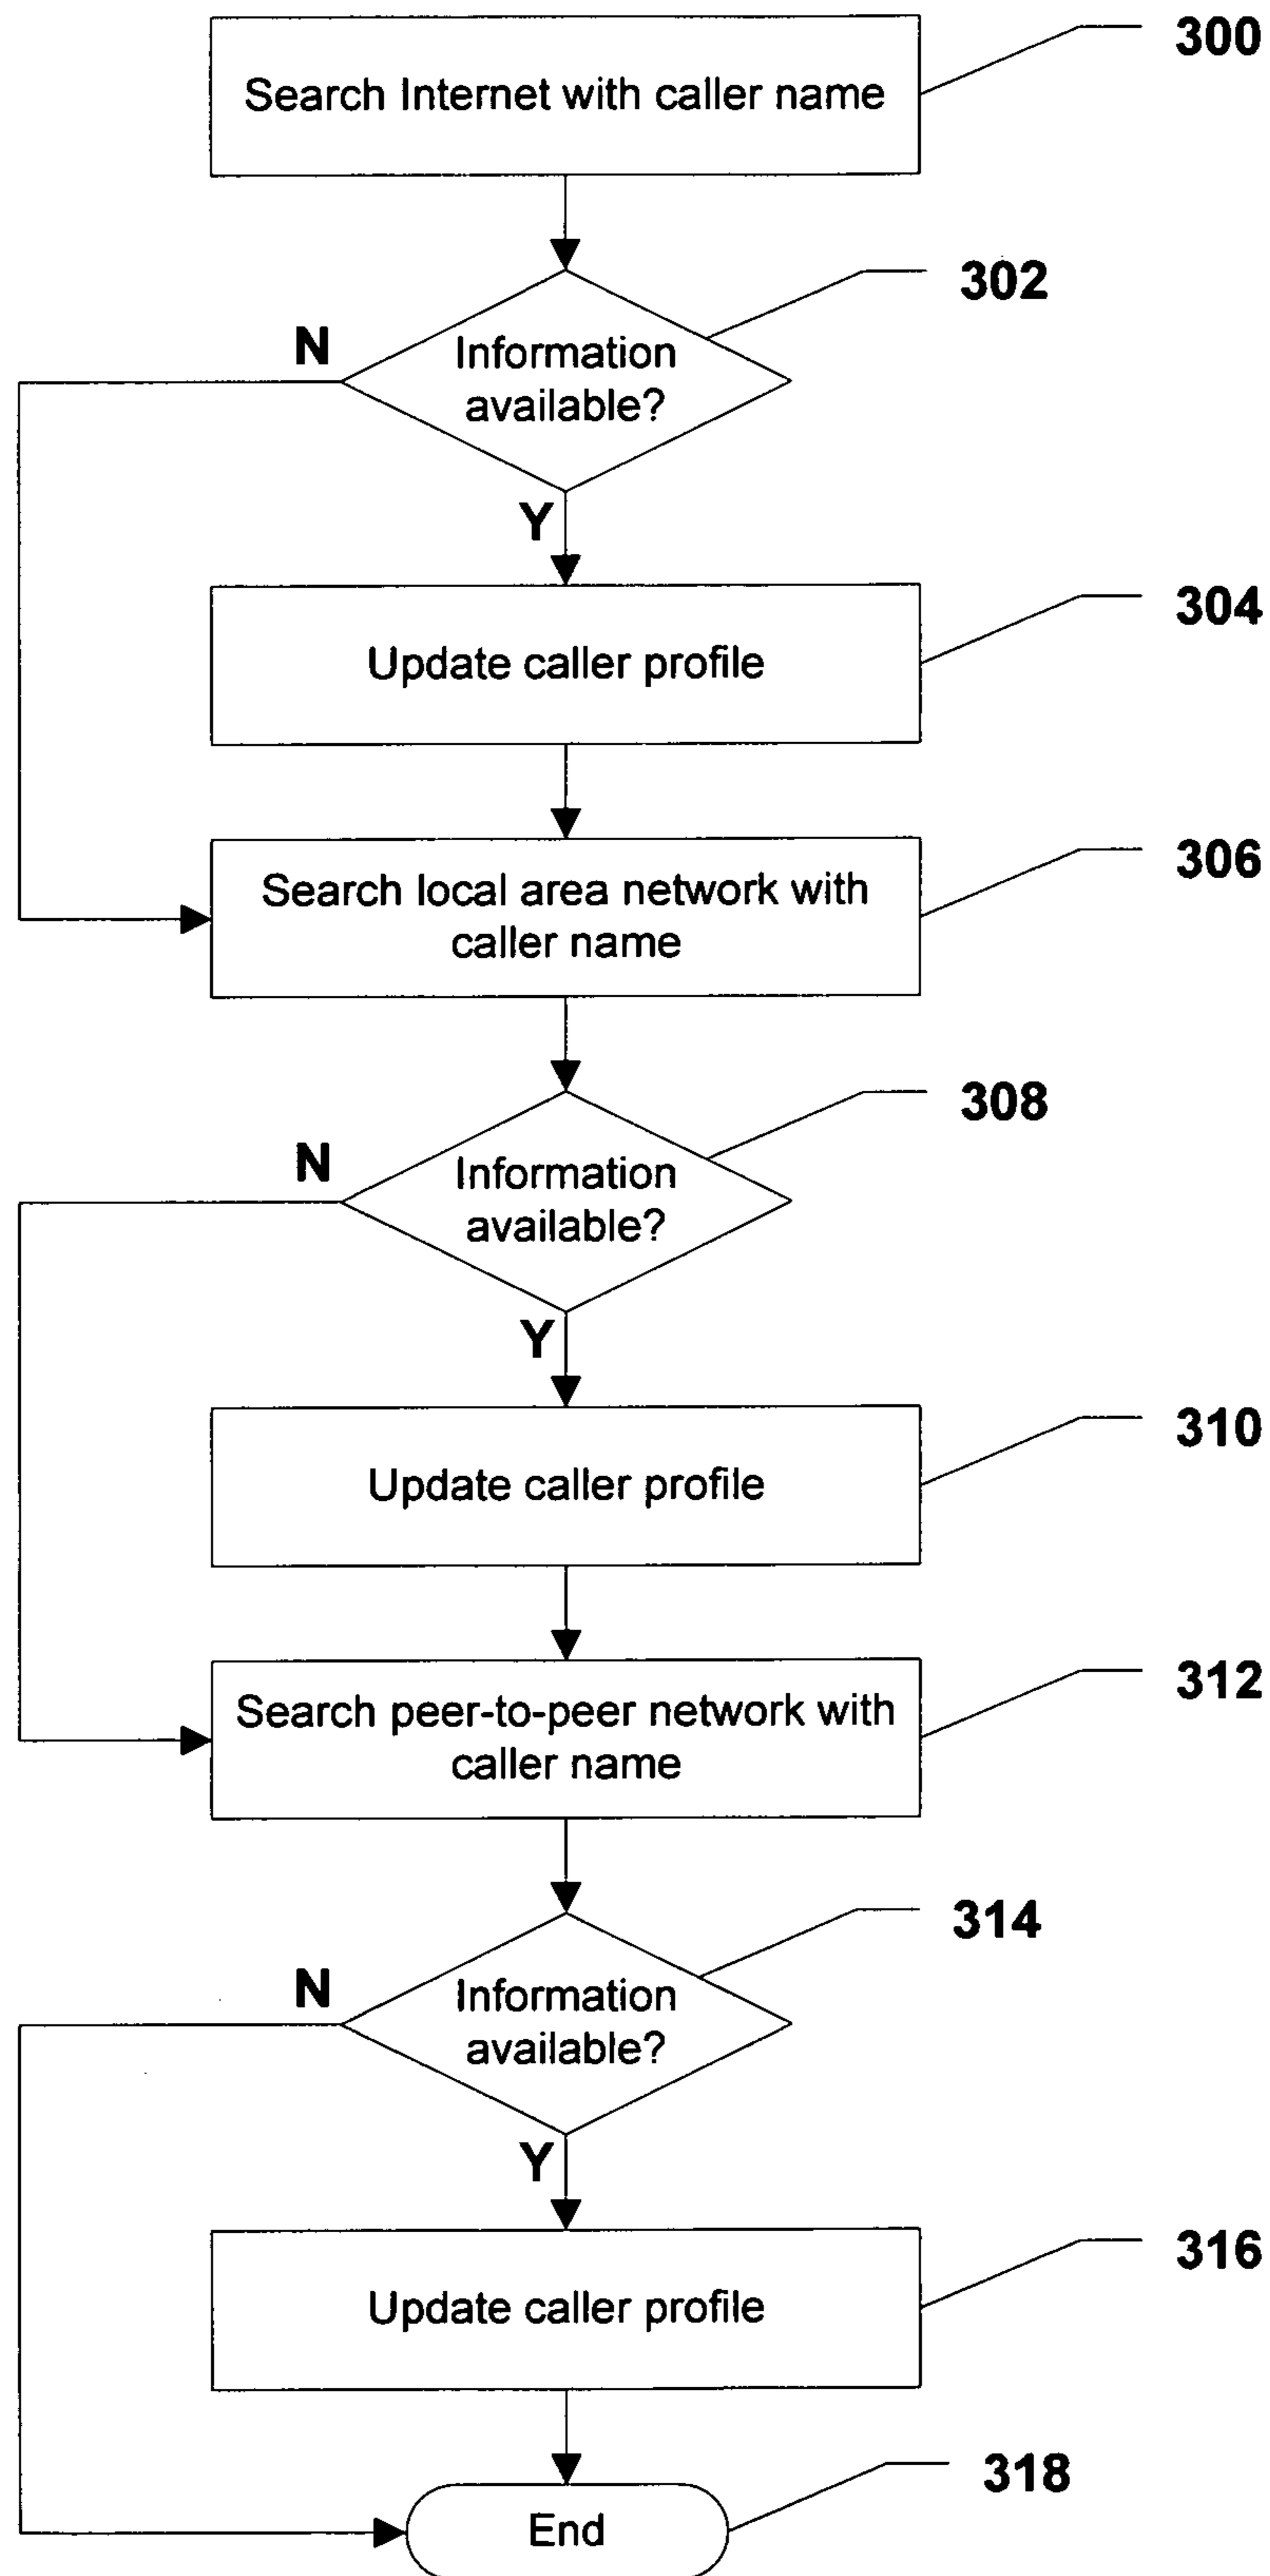 300
Search Internet with caller name
302
N
Information
available?
Y
304
Update caller profile
306
Search local area network with
caller name
308
N
Information
available?
Y
310
Update caller profile
312
Search peer-to-peer network with
caller name
314
N
Information
available?
Y
316
Update caller profile
318
End